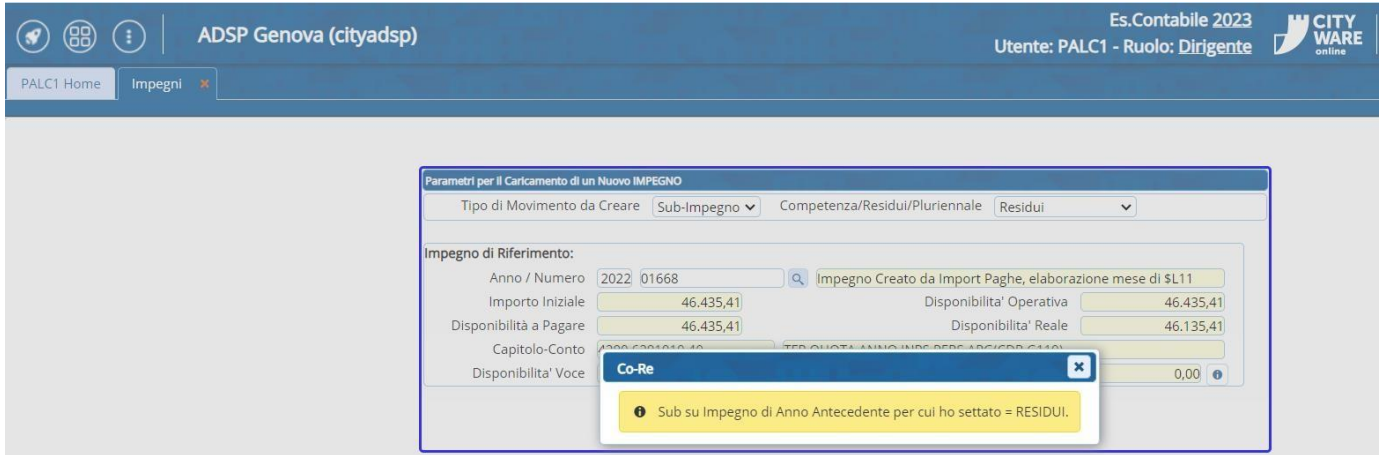 ADSP Genova (cityadsp)
Es.Contabile 2023
Utente: PALC1 - Ruolo: Dirigente
CITY WARE online
PALC1 Home Impegni
Parametri per il Caricamento di un Nuovo IMPEGNO
Tipo di Movimento da Creare Sub-Impegno Competenza/Residui/Pluriennale Residui
Impegno di Riferimento:
Anno / Numero 2022 01668 Impegno Creato da Import Paghe, elaborazione mese di $L11
Importo Iniziale 46.435,41 Disponibilita' Operativa 46.435,41
Disponibilità a Pagare 46.435,41 Disponibilita' Reale 46.135,41
Capitolo-Conto
Disponibilita' Voce 0,00
Co-Re
Sub su Impegno di Anno Antecedente per cui ho settato = RESIDUI.